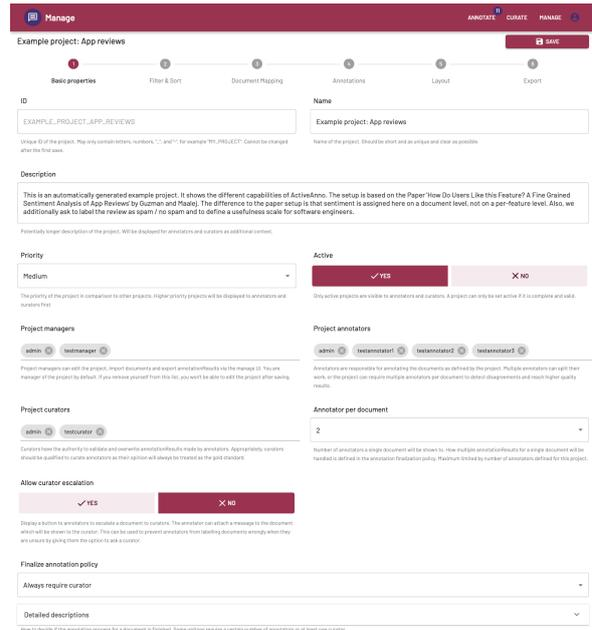 Manage
ANNOTATE
11
CURATE
MANAGE
Example project: App reviews
SAVE
1
2
3
4
5
6
Basic properties
Filter & Sort
Document Mapping
Annotations
Layout
Export
ID
EXAMPLE_PROJECT_APP_REVIEWS
Unique ID of the project. May only contain letters, numbers, "_", and "-", for example "MY_PROJECT". Cannot be changed
after the first save.
Name
Example project: App reviews
Name of the project. Should be short and as unique and clear as possible.
Description
This is an automatically generated example project. It shows the different capabilities of ActiveAnno. The setup is based on the Paper 'How Do Users Like this Feature? A Fine Grained
Sentiment Analysis of App Reviews' by Guzman and Maalej. The difference to the paper setup is that sentiment is assigned here on a document level, not on a per-feature level. Also, we
additionally ask to label the review as spam / no spam and to define a usefulness scale for software engineers.
Potentially longer description of the project. Will be displayed for annotators and curators as additional context.
Priority
Medium
The priority of the project in comparison to other projects. Higher priority projects will be displayed to annotators and
curators first
Active
YES
NO
Only active projects are visible to annotators and curators. A project can only be set active if it is complete and valid.
Project managers
admin
testmanager
Project managers can edit the project, import documents and export annotationResults via the manage UI. You are
manager of the project by default. If you remove yourself from this list, you won't be able to edit the project after saving.
Project annotators
admin
testannotator1
testannotator2
testannotator3
Annotators are responsible for annotating the documents as defined by the project. Multiple annotators can split their
work, or the project can require multiple annotators per document to detect disagreements and reach higher quality
results.
Project curators
admin
testcurator
Curators have the authority to validate and overwrite annotationResults made by annotators. Appropriately, curators
should be qualified to curate annotators as their opinion will always be treated as the gold standard.
Annotator per document
2
Number of annotators a single document will be shown to. How multiple annotationResults for a single document will be
handled is defined in the annotation finalization policy. Maximum limited by number of annotators defined for this project.
Allow curator escalation
YES
NO
Display a button to annotators to escalate a document to curators. The annotator can attach a message to the document
which will be shown to the curator. This can be used to prevent annotators from labelling documents wrongly when they
are unsure by giving them the option to ask a curator.
Finalize annotation policy
Always require curator
Detailed descriptions